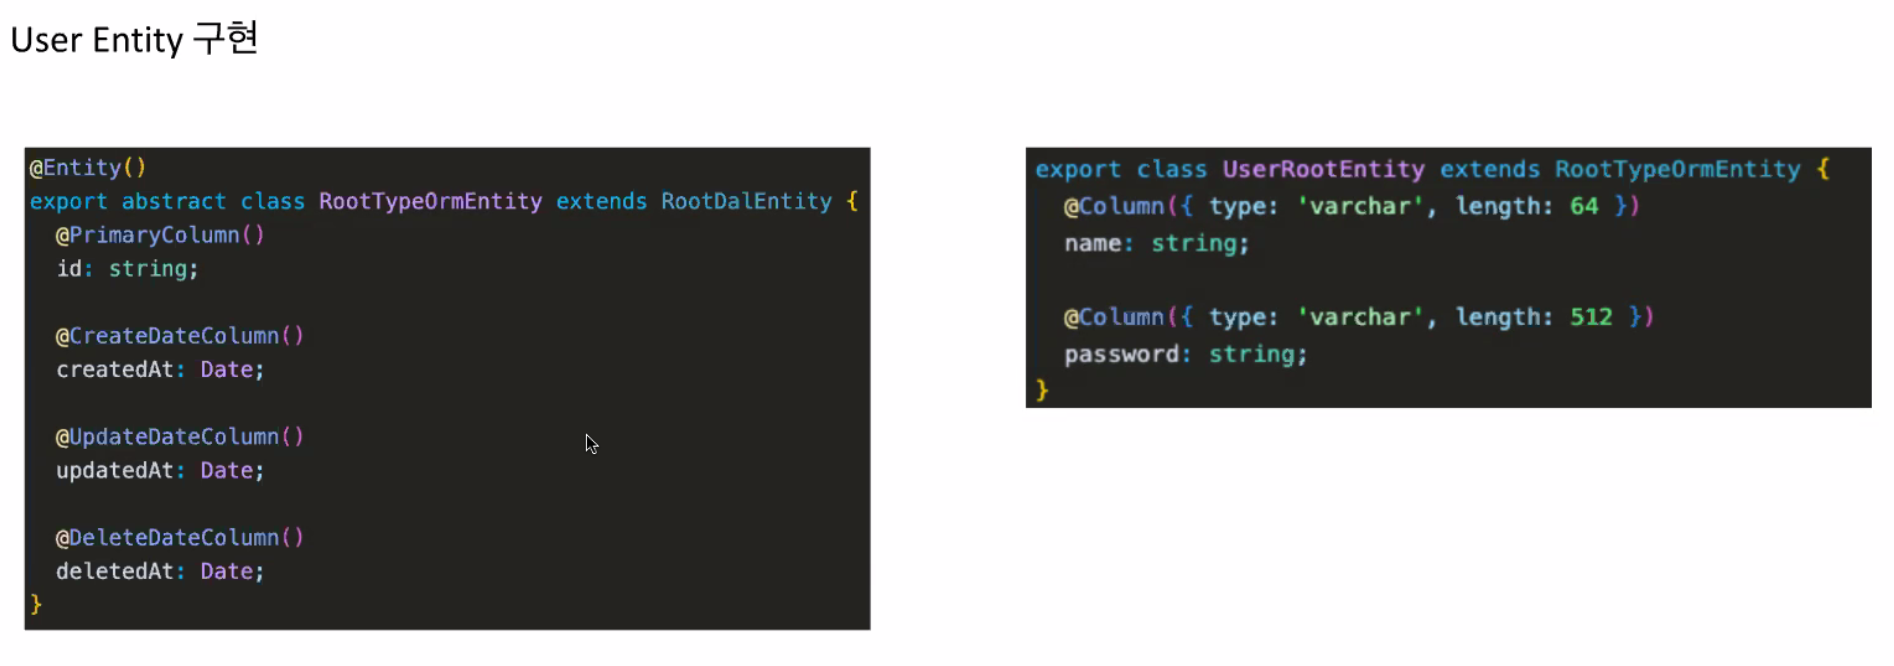 User Entity 구현
@Entity()
export abstract class RootTypeOrmEntity extends RootDalEntity {
  @PrimaryColumn()
  id: string;
  @CreateDateColumn()
  createdAt: Date;
  @UpdateDateColumn()
  updatedAt: Date;
  @DeleteDateColumn()
  deletedAt: Date;
}
export class UserRootEntity extends RootTypeOrmEntity {
  @Column({ type: 'varchar', length: 64 })
  name: string;
  @Column({ type: 'varchar', length: 512 })
  password: string;
}